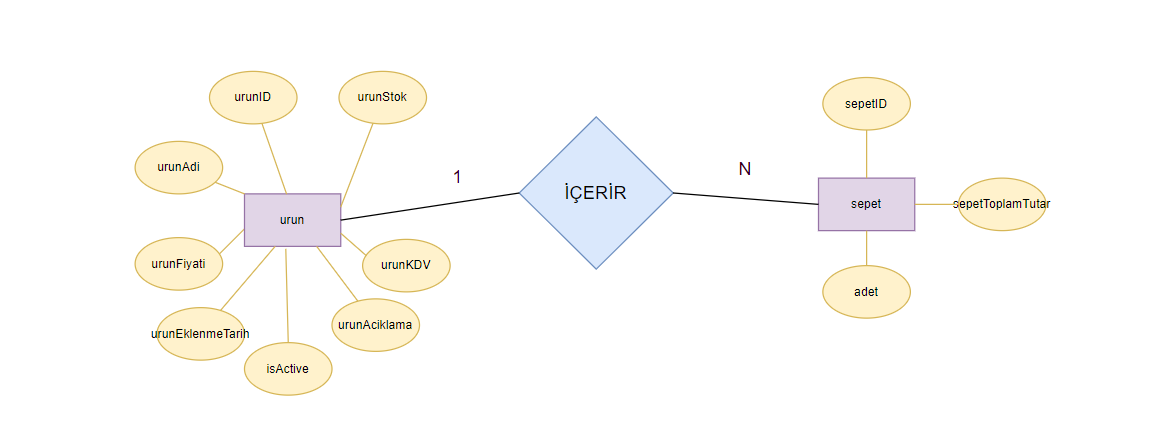 urunID
urunStok
sepetID
urunAdi
1
N
İÇERİR
urun
sepet
sepetToplamTutar
urunFiyati
urunKDV
adet
urunEklenmeTarih
urunAciklama
isActive